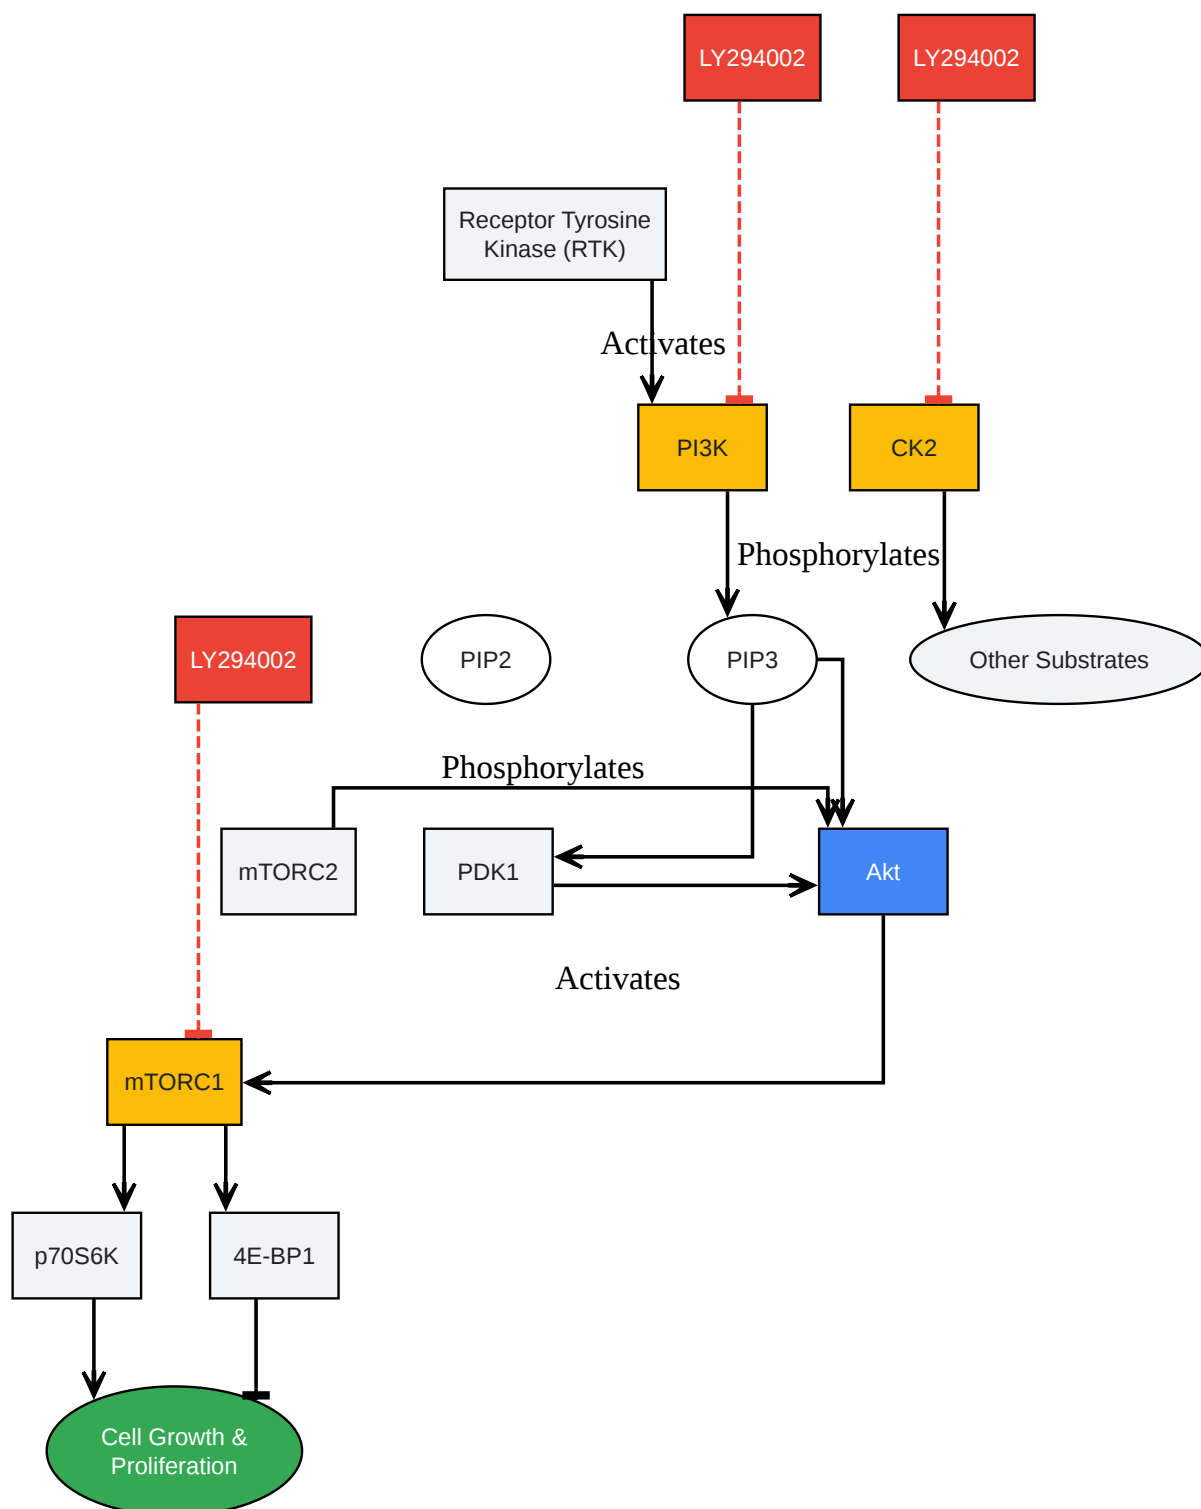 LY294002
LY294002
Receptor Tyrosine
Kinase (RTK)
Activates
PI3K
CK2
Phosphorylates
LY294002
PIP2
PIP3
Other Substrates
Phosphorylates
mTORC2
PDK1
Akt
Activates
mTORC1
p70S6K
4E-BP1
Cell Growth &
Proliferation